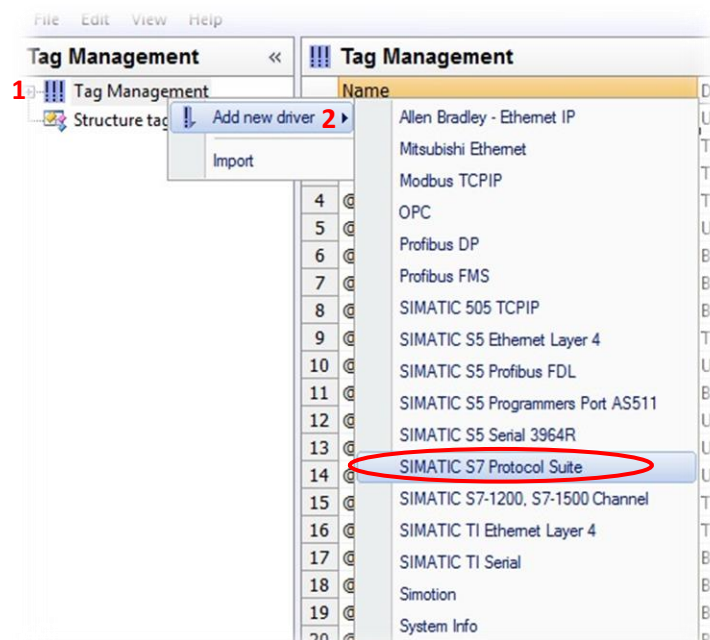 File Edit View Help
Tag Management «
Tag Management
1 Tag Management
Name
Structure tag
Add new driver 2
Import
Allen Bradley - Ethernet IP
Mitsubishi Ethernet
Modbus TCPIP
OPC
Profibus DP
Profibus FMS
SIMATIC 505 TCPIP
SIMATIC S5 Ethernet Layer 4
SIMATIC S5 Profibus FDL
SIMATIC S5 Programmers Port AS511
SIMATIC S5 Serial 3964R
SIMATIC S7 Protocol Suite
SIMATIC S7-1200, S7-1500 Channel
SIMATIC TI Ethernet Layer 4
SIMATIC TI Serial
Simotion
System Info
4 @
5 @
6 @
7 @
8 @
9 @
10 @
11 @
12 @
13 @
14 @
15 @
16 @
17 @
18 @
19 @
20 @